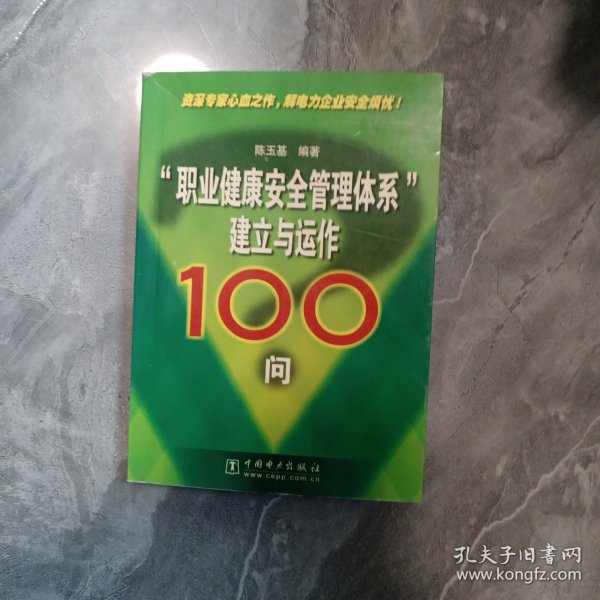 资深专家心血之作，解电力企业安全烦忧！
陈玉基 编著
“职业健康安全管理体系”
建立与运作
100
问
中国电力出版社
www.cepp.com.cn
孔夫子旧书网
www.kongfz.com